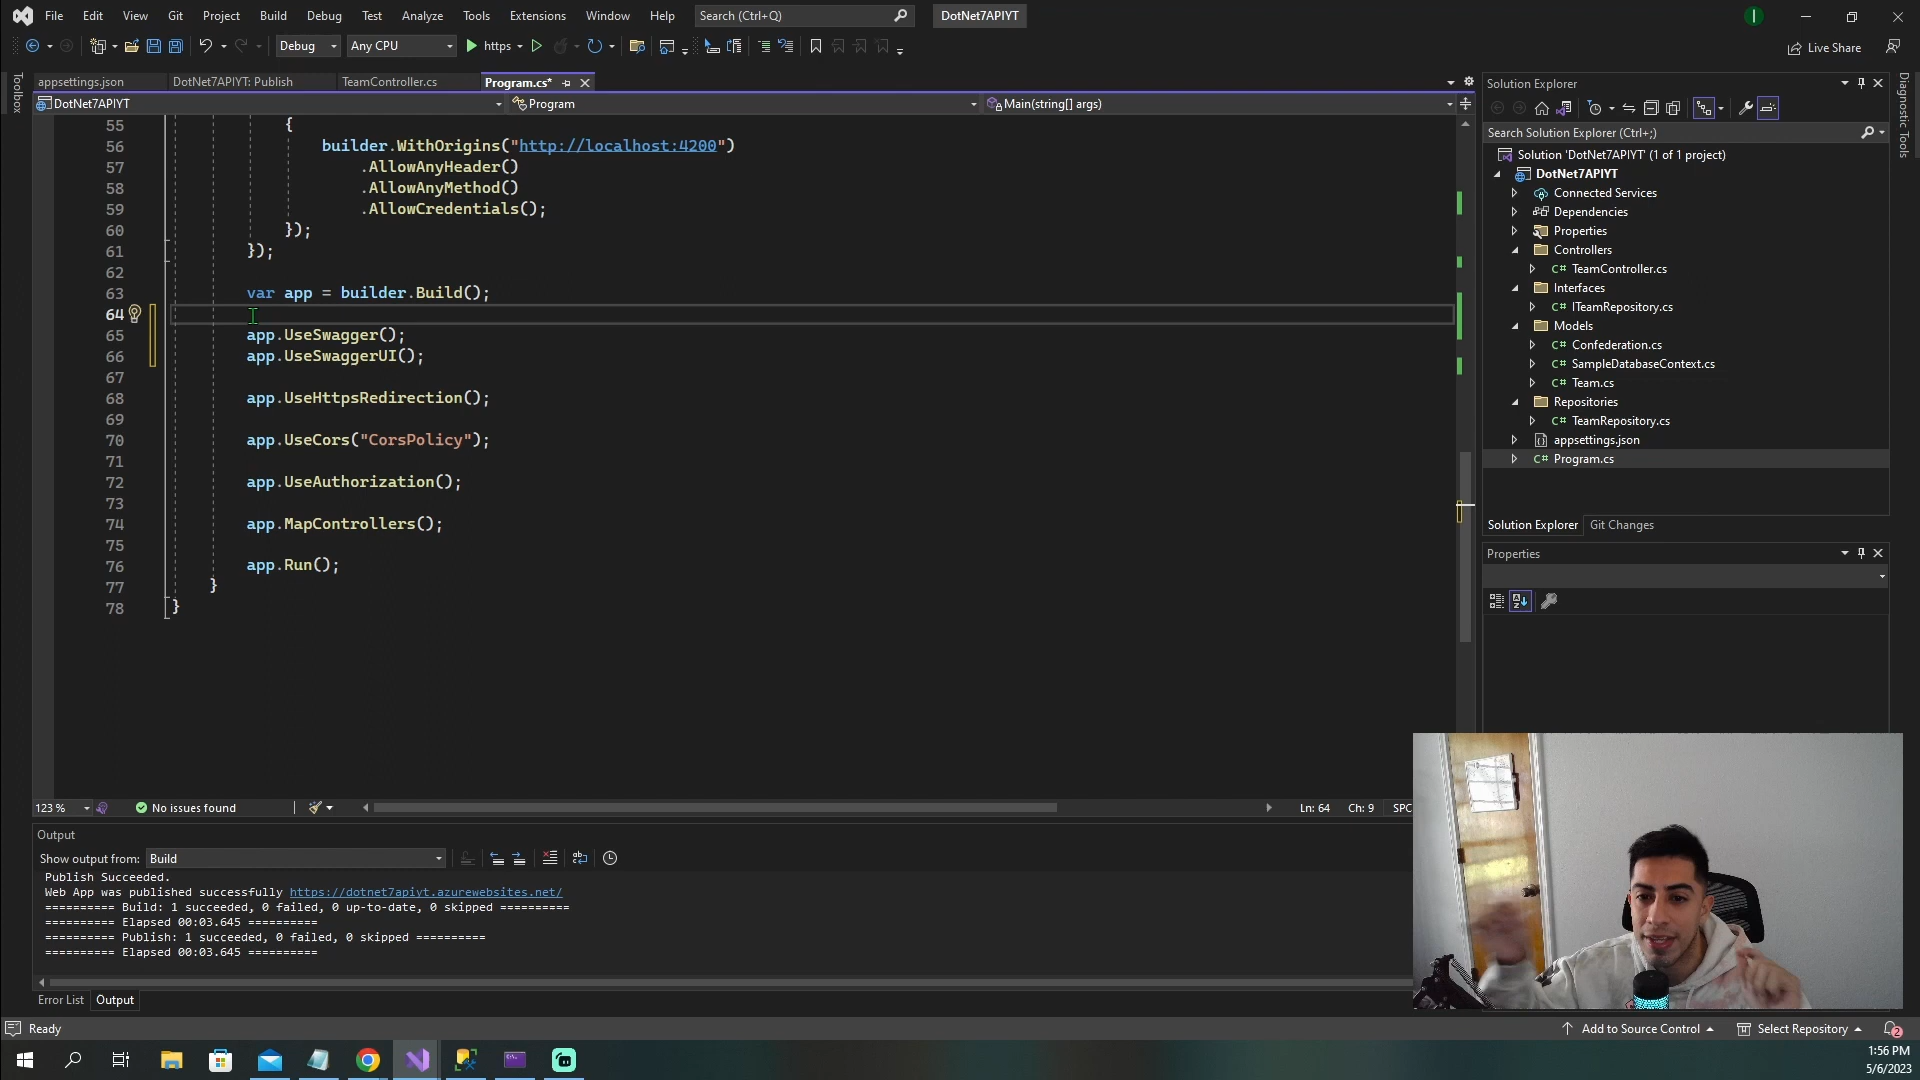 File Edit View Git Project Build Debug Test Analyze Tools Extensions Window Help Search (Ctrl+Q) DotNet7APIYT
Debug Any CPU https Live Share
appsettings.json DotNet7APIYT: Publish TeamController.cs Program.cs*
DotNet7APIYT Program Main(string[] args)
Toolbox
55 {
56 builder.WithOrigins("http://localhost:4200")
57 .AllowAnyHeader()
58 .AllowAnyMethod()
59 .AllowCredentials();
60 });
61 });
62
63 var app = builder.Build();
64
65 app.UseSwagger();
66 app.UseSwaggerUI();
67
68 app.UseHttpsRedirection();
69
70 app.UseCors("CorsPolicy");
71
72 app.UseAuthorization();
73
74 app.MapControllers();
75
76 app.Run();
77 }
78 }
123 % No issues found Ln: 64 Ch: 9 SPC
Output
Show output from: Build
Publish Succeeded.
Web App was published successfully https://dotnet7apiyt.azurewebsites.net/
========== Build: 1 succeeded, 0 failed, 0 up-to-date, 0 skipped ==========
========== Elapsed 00:03.645 ==========
========== Publish: 1 succeeded, 0 failed, 0 skipped ==========
========== Elapsed 00:03.645 ==========
Error List Output
Solution Explorer
Search Solution Explorer (Ctrl+;)
Solution 'DotNet7APIYT' (1 of 1 project)
DotNet7APIYT
Connected Services
Dependencies
Properties
Controllers
C# TeamController.cs
Interfaces
C# ITeamRepository.cs
Models
C# Confederation.cs
C# SampleDatabaseContext.cs
C# Team.cs
Repositories
C# TeamRepository.cs
appsettings.json
C# Program.cs
Solution Explorer Git Changes
Properties
Diagnostic Tools
Ready Add to Source Control Select Repository 2
1:56 PM
5/6/2023